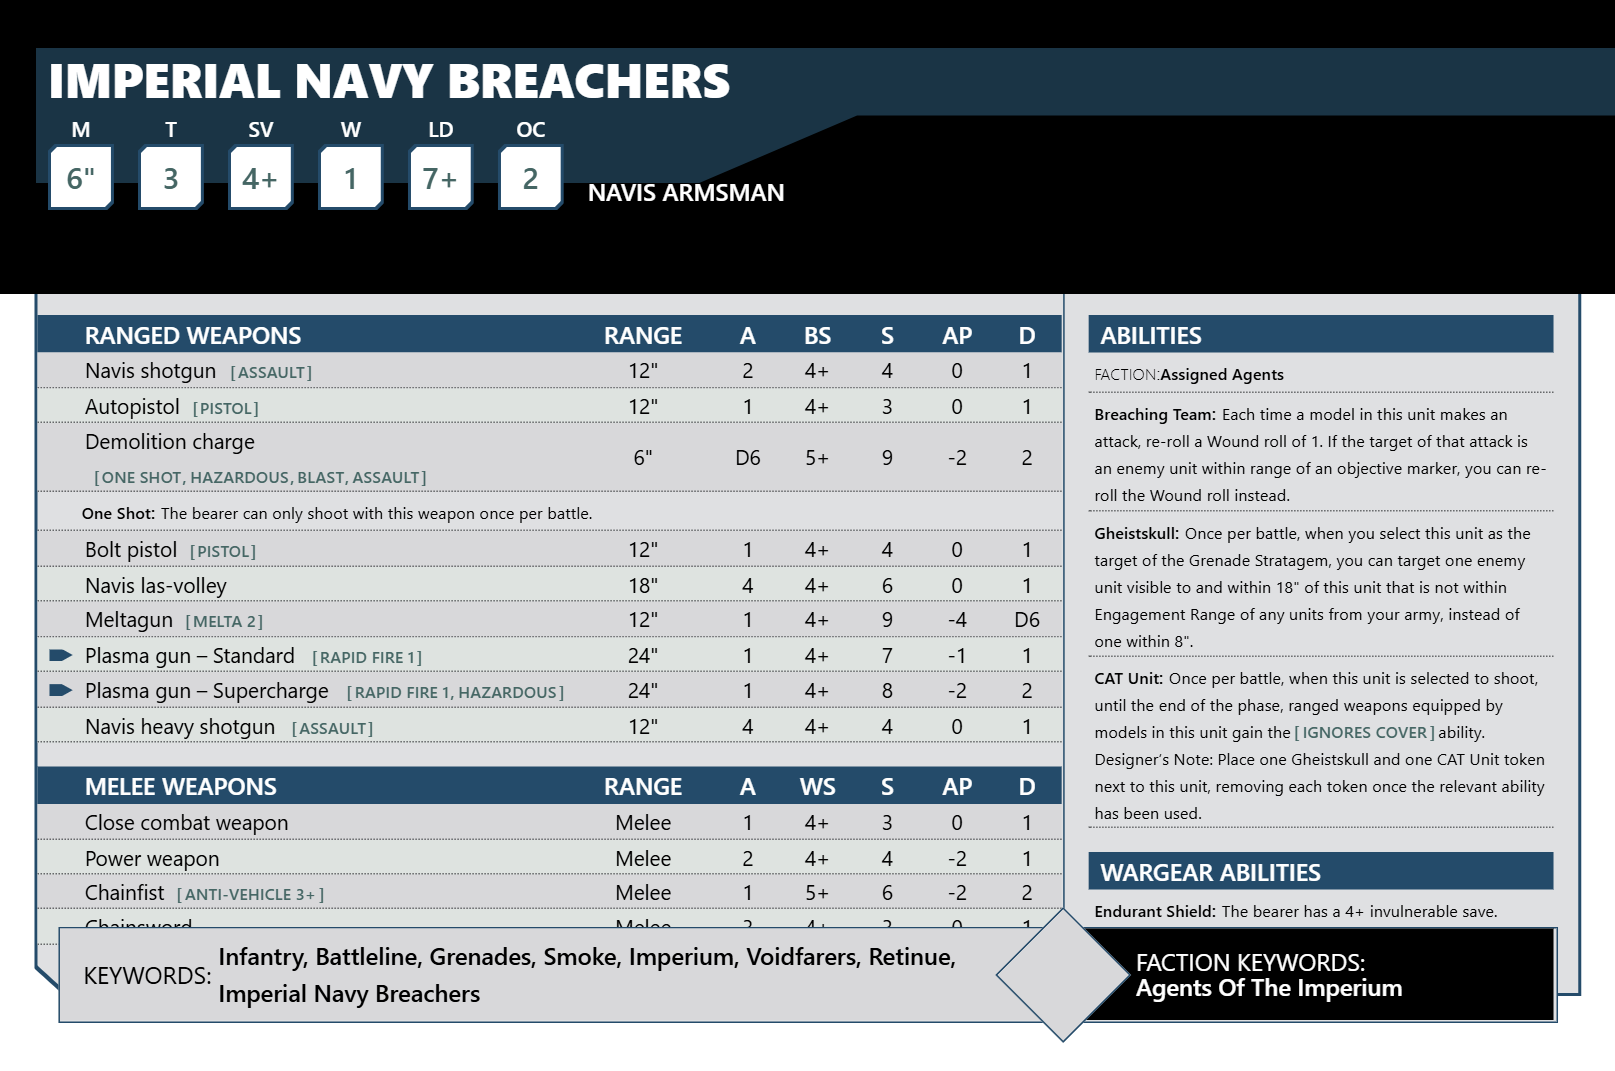 IMPERIAL NAVY BREACHERS
M T SV W LD OC
6" 3 4+ 1 7+ 2 NAVIS ARMSMAN
RANGED WEAPONS RANGE A BS S AP D
Navis shotgun [ASSAULT] 12" 2 4+ 4 0 1
Autopistol [PISTOL] 12" 1 4+ 3 0 1
Demolition charge
[ONE SHOT, HAZARDOUS, BLAST, ASSAULT] 6" D6 5+ 9 -2 2
One Shot: The bearer can only shoot with this weapon once per battle.
Bolt pistol [PISTOL] 12" 1 4+ 4 0 1
Navis las-volley 18" 4 4+ 6 0 1
Meltagun [MELTA 2] 12" 1 4+ 9 -4 D6
Plasma gun – Standard [RAPID FIRE 1] 24" 1 4+ 7 -1 1
Plasma gun – Supercharge [RAPID FIRE 1, HAZARDOUS] 24" 1 4+ 8 -2 2
Navis heavy shotgun [ASSAULT] 12" 4 4+ 4 0 1
MELEE WEAPONS RANGE A WS S AP D
Close combat weapon Melee 1 4+ 3 0 1
Power weapon Melee 2 4+ 4 -2 1
Chainfist [ANTI-VEHICLE 3+] Melee 1 5+ 6 -2 2
Chainsword Melee 3 4+ 3 0 1
ABILITIES
FACTION:Assigned Agents
Breaching Team: Each time a model in this unit makes an
attack, re-roll a Wound roll of 1. If the target of that attack is
an enemy unit within range of an objective marker, you can re-
roll the Wound roll instead.
Gheistskull: Once per battle, when you select this unit as the
target of the Grenade Stratagem, you can target one enemy
unit visible to and within 18" of this unit that is not within
Engagement Range of any units from your army, instead of
one within 8".
CAT Unit: Once per battle, when this unit is selected to shoot,
until the end of the phase, ranged weapons equipped by
models in this unit gain the [IGNORES COVER] ability.
Designer’s Note: Place one Gheistskull and one CAT Unit token
next to this unit, removing each token once the relevant ability
has been used.
WARGEAR ABILITIES
Endurant Shield: The bearer has a 4+ invulnerable save.
KEYWORDS: Infantry, Battleline, Grenades, Smoke, Imperium, Voidfarers, Retinue,
Imperial Navy Breachers
FACTION KEYWORDS:
Agents Of The Imperium